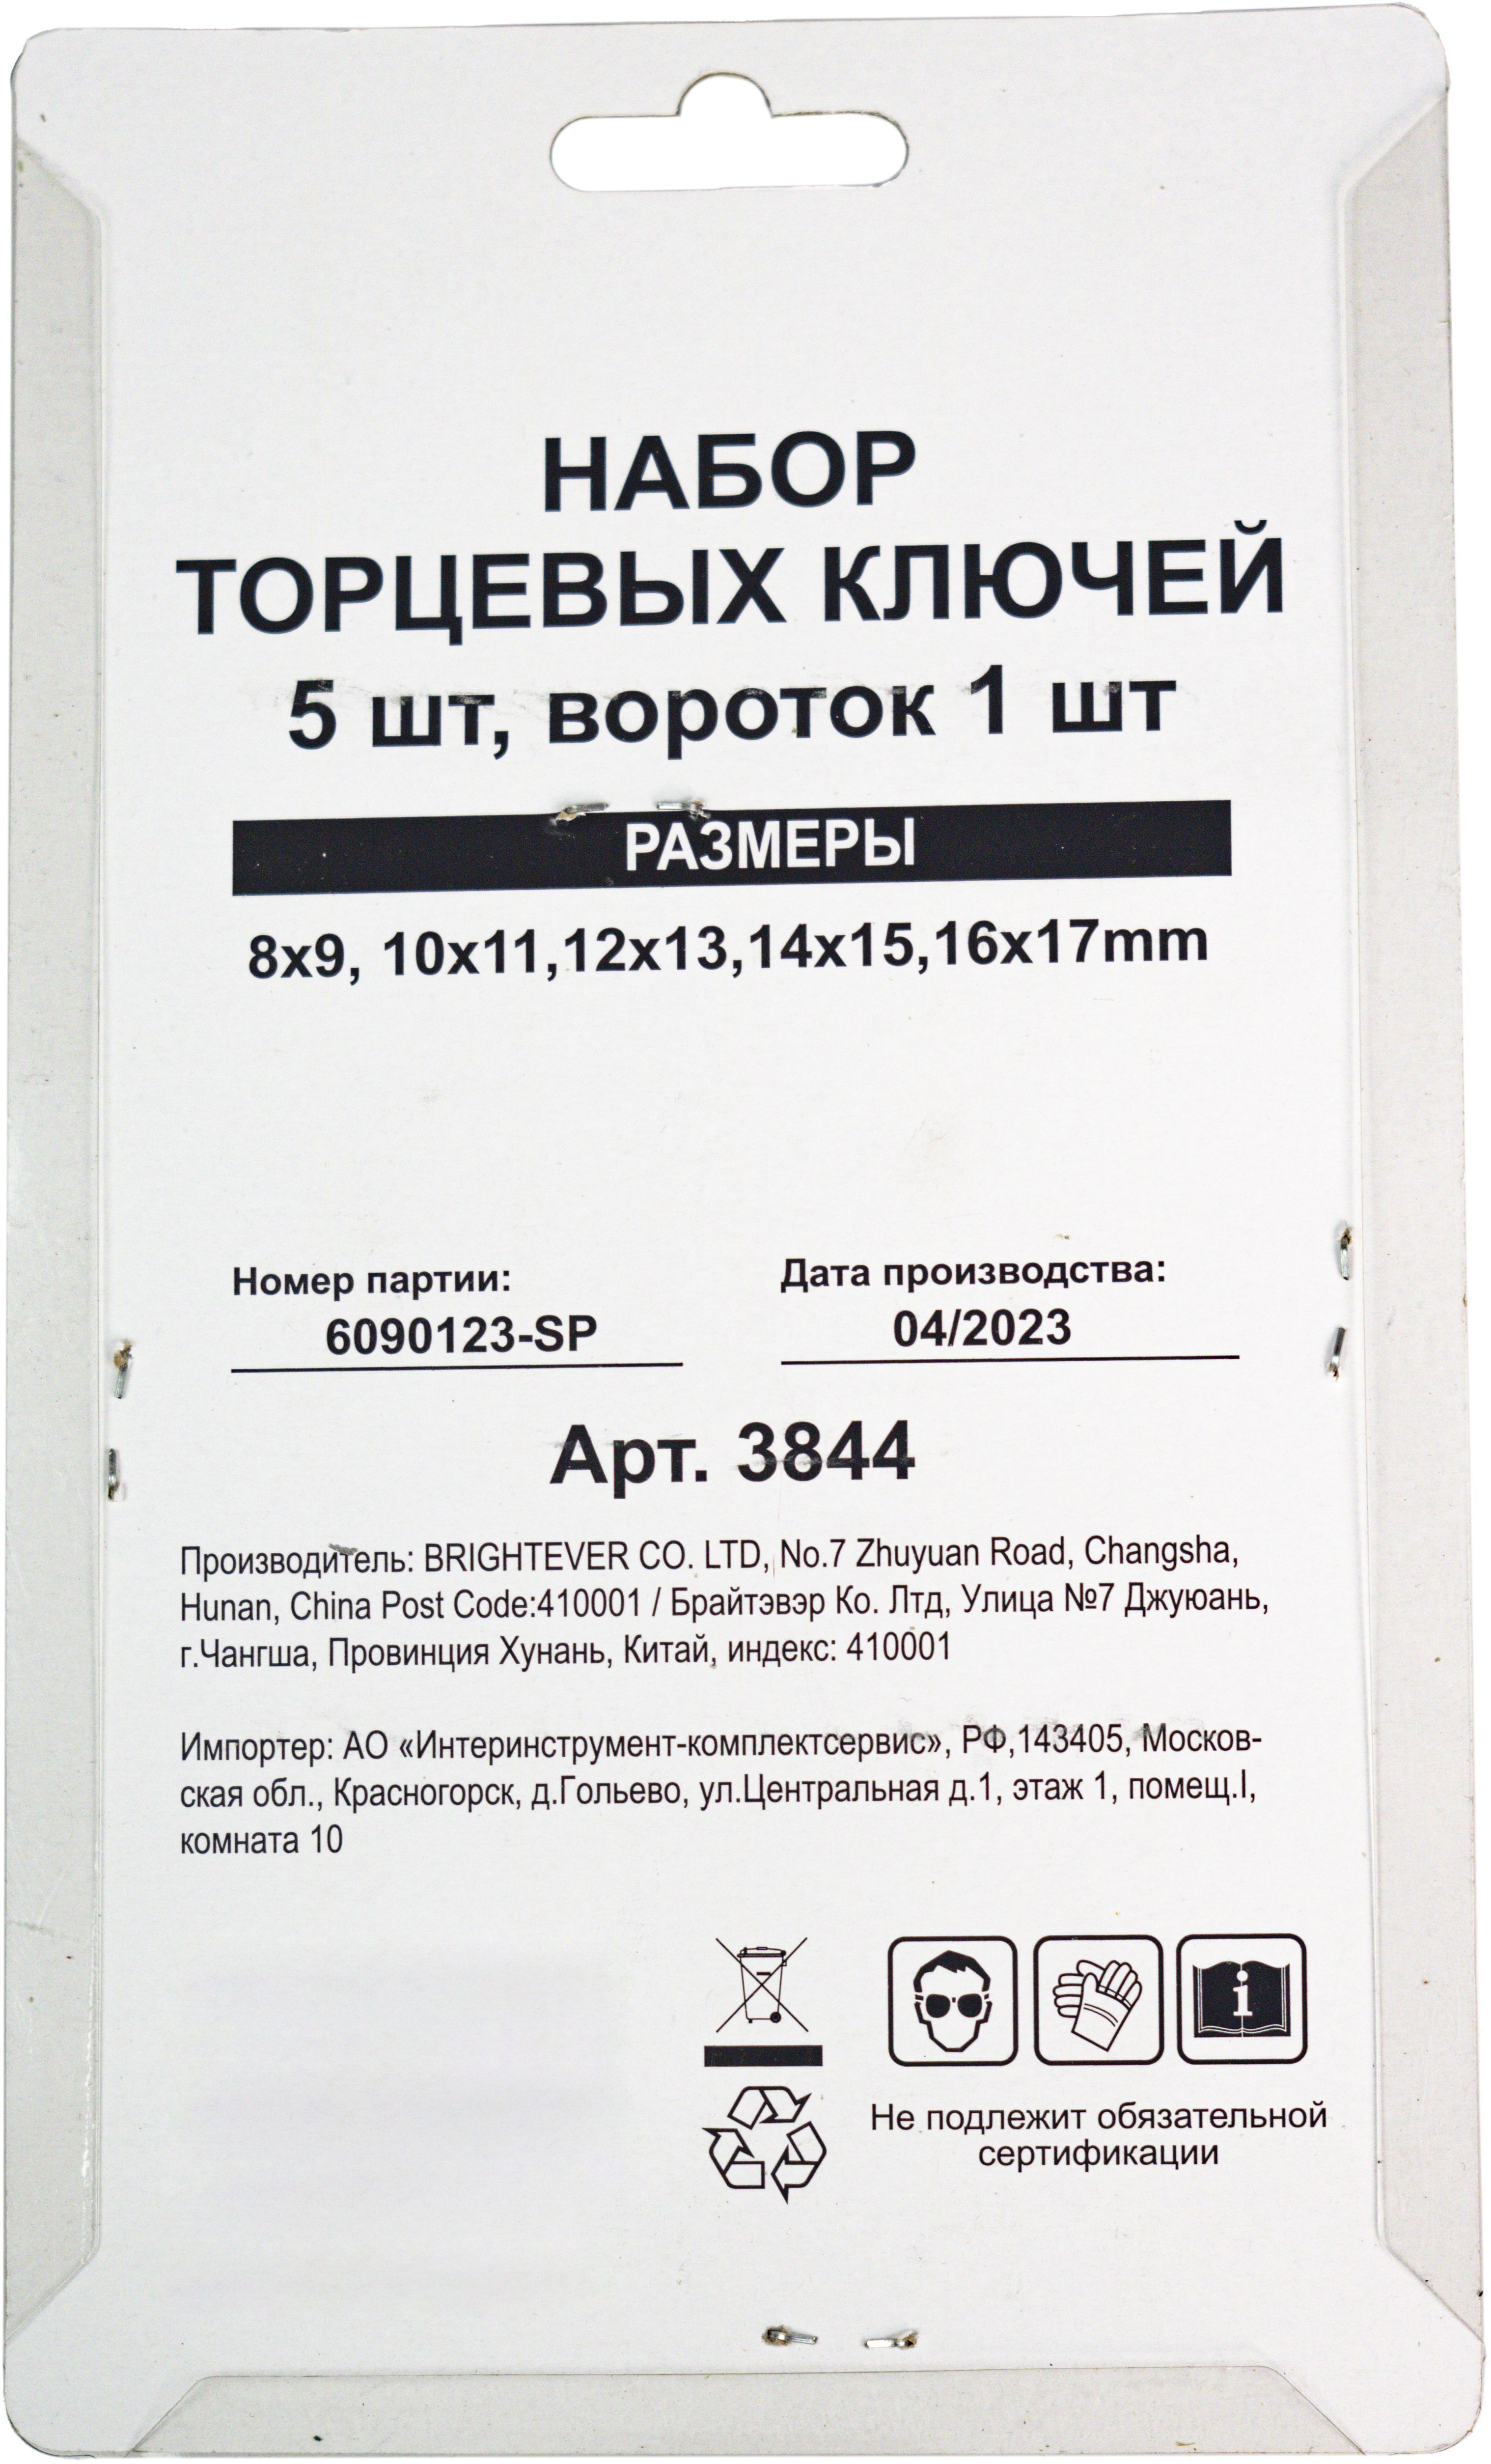 НАБОР
ТОРЦЕВЫХ КЛЮЧЕЙ
5 шт, вороток 1 шт
РАЗМЕРЫ
8x9, 10x11,12x13,14x15,16x17mm
Номер партии:
6090123-SP
Дата производства:
04/2023
Арт. 3844
Производитель: BRIGHTEVER CO. LTD, No.7 Zhuyuan Road, Changsha,
Hunan, China Post Code:410001 / Брайтэвэр Ко. Лтд, Улица №7 Джуюань,
г.Чангша, Провинция Хунань, Китай, индекс: 410001
Импортер: АО «Интеринструмент-комплектсервис», РФ,143405, Москов-
ская обл., Красногорск, д.Гольево, ул.Центральная д.1, этаж 1, помещ.I,
комната 10
i
Не подлежит обязательной
сертификации